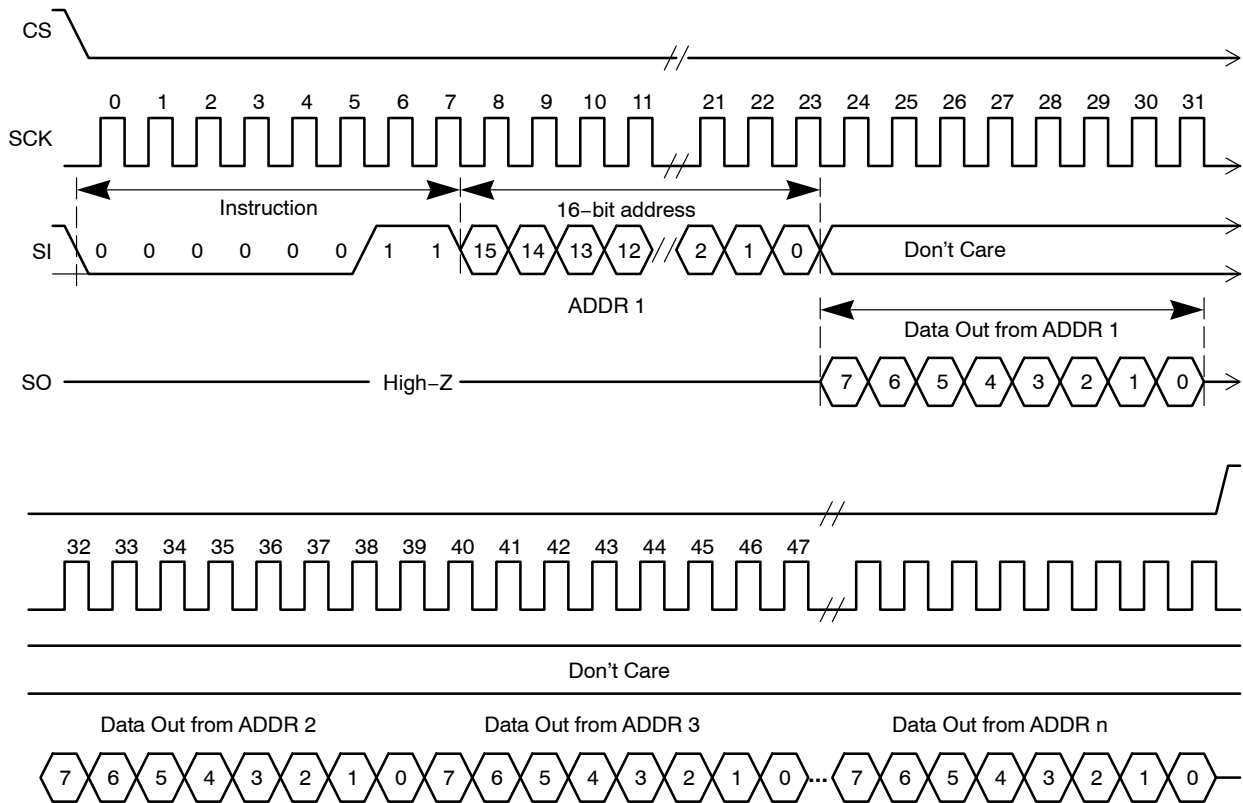 CS
0 1 2 3 4 5 6 7 8 9 10 11 21 22 23 24 25 26 27 28 29 30 31
SCK
Instruction 16−bit address
SI 0 0 0 0 0 0 1 1 15 14 13 12 2 1 0 Don't Care
ADDR 1
Data Out from ADDR 1
SO High−Z 7 6 5 4 3 2 1 0
32 33 34 35 36 37 38 39 40 41 42 43 44 45 46 47
Don't Care
Data Out from ADDR 2 Data Out from ADDR 3 Data Out from ADDR n
7 6 5 4 3 2 1 0 7 6 5 4 3 2 1 0 ... 7 6 5 4 3 2 1 0